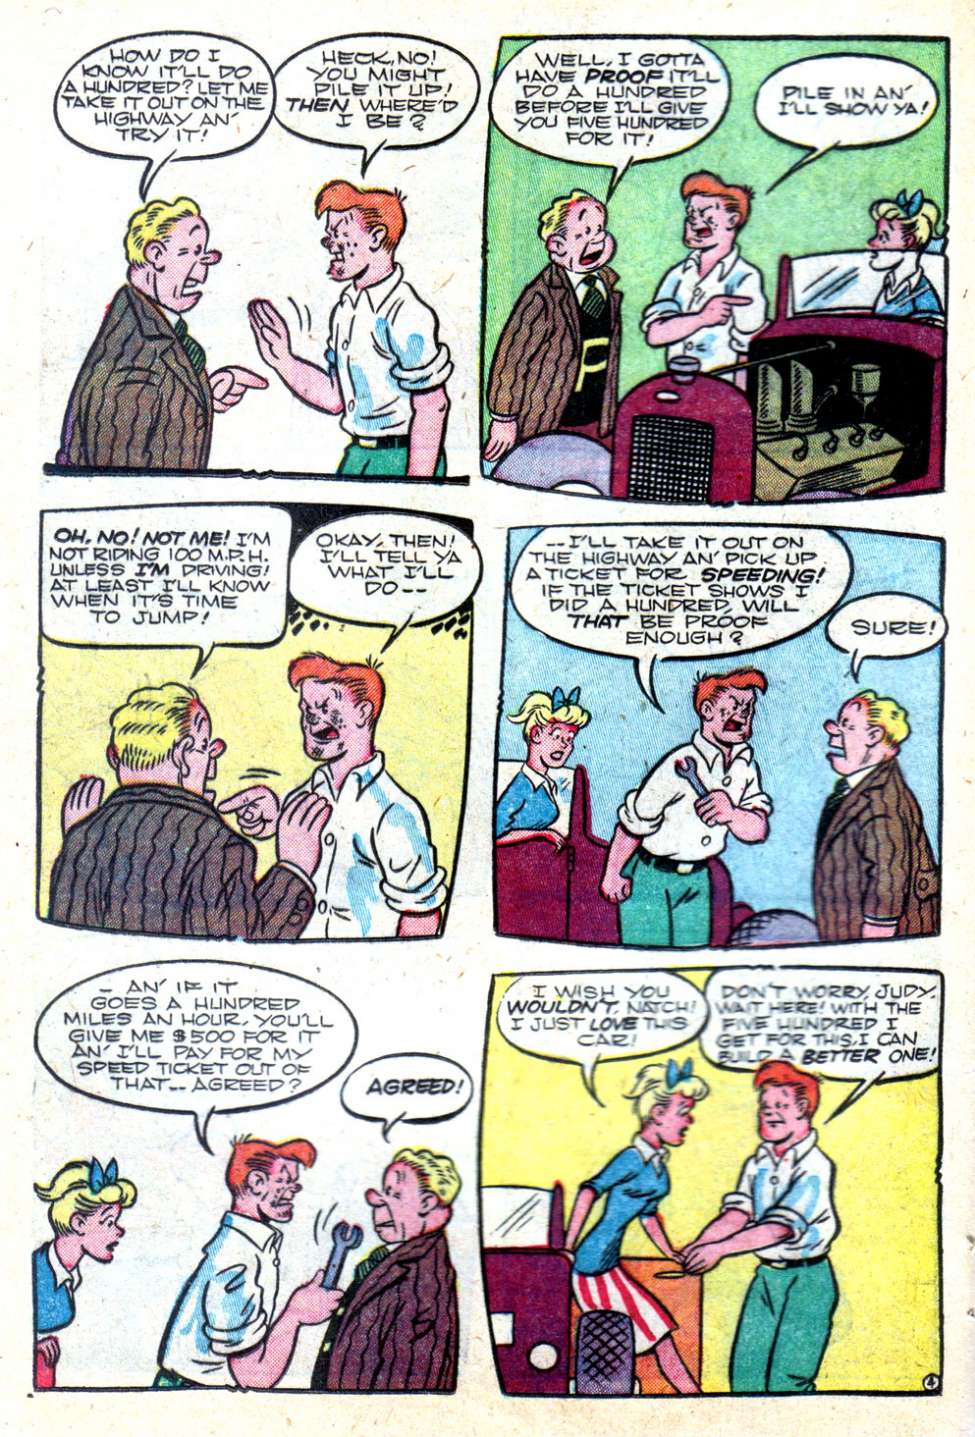 HOW DO I
KNOW IT'LL DO
A HUNDRED? LET ME
TAKE IT OUT ON THE
HIGHWAY AN'
TRY IT!
HECK, NO!
YOU MIGHT
PILE IT UP!
THEN WHERE'D
I BE?
WELL, I GOTTA
HAVE PROOF IT'LL
DO A HUNDRED
BEFORE I'LL GIVE
YOU FIVE HUNDRED
FOR IT!
PILE IN AN'
I'LL SHOW YA!
OH, NO! NOT ME! I'M
NOT RIDING 100 M.P.H.
UNLESS I'M DRIVING!
AT LEAST I'LL KNOW
WHEN IT'S TIME
TO JUMP!
OKAY, THEN!
I'LL TELL YA
WHAT I'LL
DO--
--I'LL TAKE IT OUT ON
THE HIGHWAY AN' PICK UP
A TICKET FOR SPEEDING!
IF THE TICKET SHOWS I
DID A HUNDRED, WILL
THAT BE PROOF
ENOUGH?
SURE!
- AN' IF IT
GOES A HUNDRED
MILES AN HOUR, YOU'LL
GIVE ME $500 FOR IT
AN' I'LL PAY FOR MY
SPEED TICKET OUT OF
THAT-- AGREED?
AGREED!
I WISH YOU
WOULDN'T, NATCH!
I JUST LOVE THIS
CAR!
DON'T WORRY, JUDY.
WAIT HERE! WITH THE
FIVE HUNDRED I
GET FOR THIS, I CAN
BUILD A BETTER ONE!
4